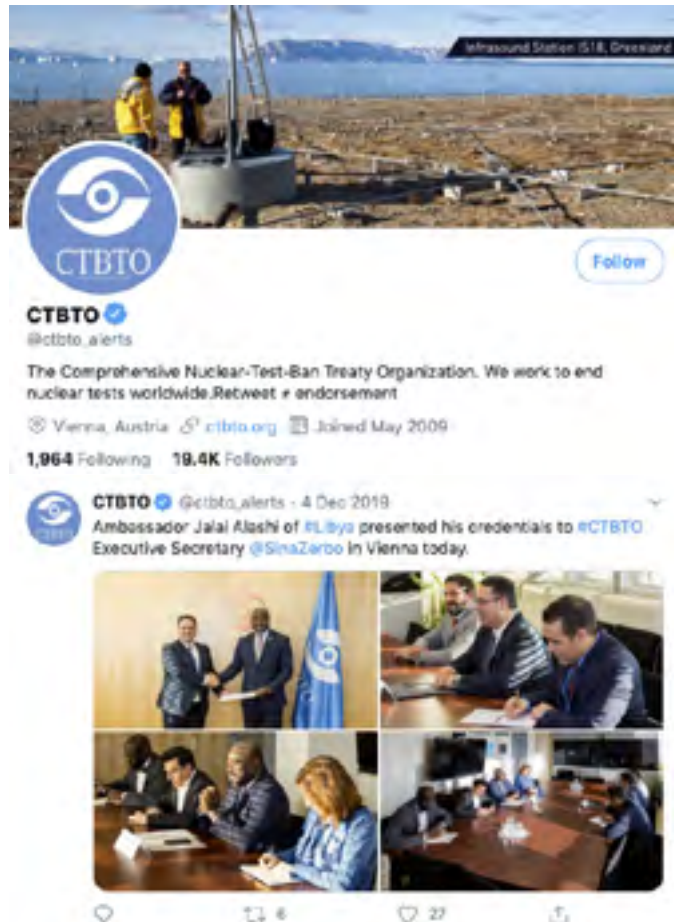 Infrasound Station IS18, Greenland
CTBTO
Follow
CTBTO
@ctbto_alerts
The Comprehensive Nuclear-Test-Ban Treaty Organization. We work to end
nuclear tests worldwide.Retweet ≠ endorsement
Vienna, Austria ctbto.org Joined May 2009
1,964 Following 19.4K Followers
CTBTO @ctbto_alerts · 4 Dec 2019
Ambassador Jalal Alashi of #Libya presented his credentials to #CTBTO
Executive Secretary @SinaZerbo in Vienna today.
CTBTO
6 27